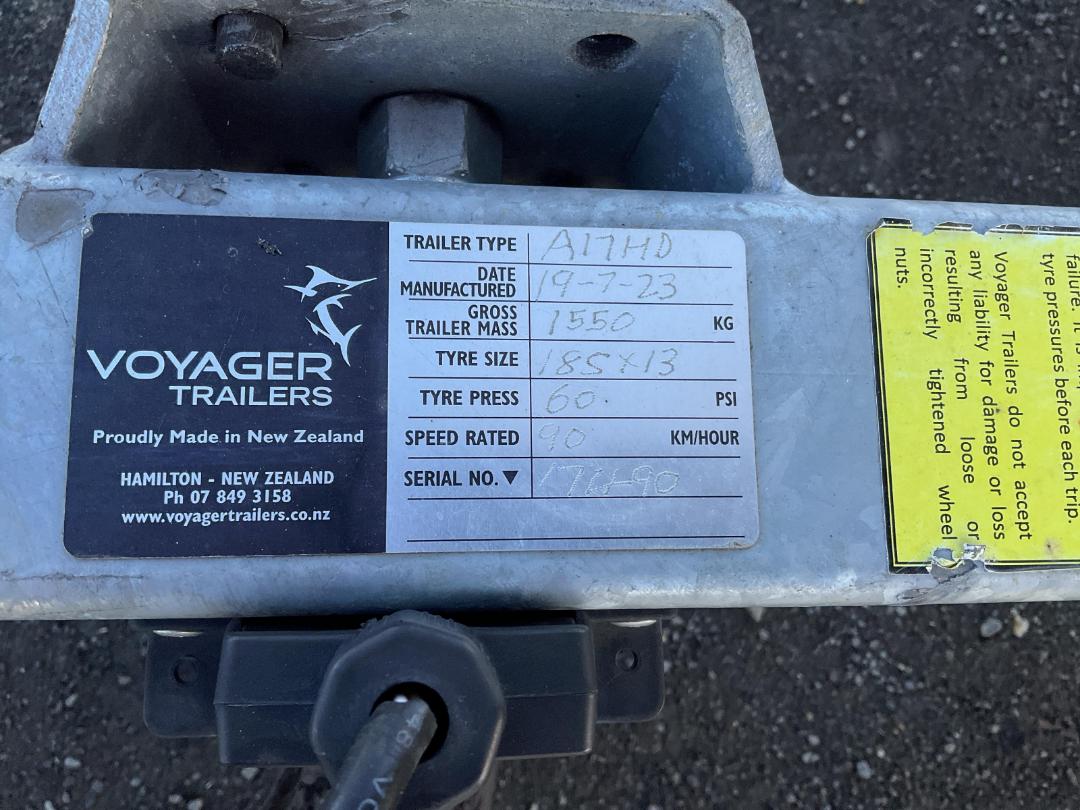 VOYAGER
TRAILERS
Proudly Made in New Zealand
HAMILTON - NEW ZEALAND
Ph 07 849 3158
www.voyagertrailers.co.nz
TRAILER TYPE A17HD
DATE
MANUFACTURED 19-7-23
GROSS
TRAILER MASS 1550 KG
TYRE SIZE 185X13
TYRE PRESS 60. PSI
SPEED RATED 90 KM/HOUR
SERIAL NO.▼
failure. It is
tyre pressures before each trip.
Voyager Trailers do not accept
any liability for damage or loss
resulting from loose or
incorrectly tightened wheel
nuts.